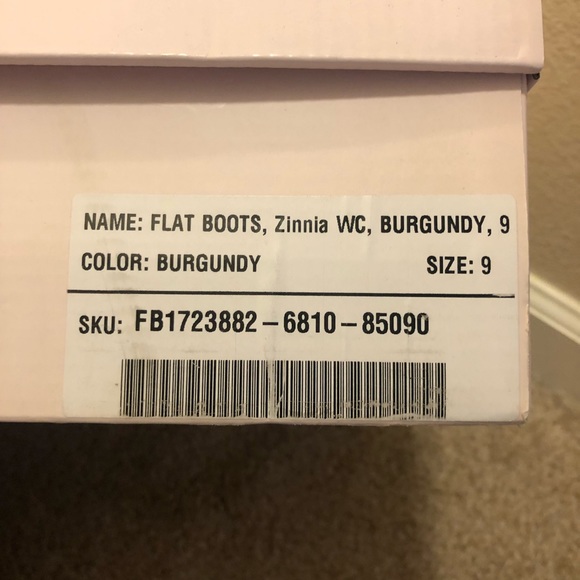 NAME: FLAT BOOTS, Zinnia WC, BURGUNDY, 9
COLOR: BURGUNDY SIZE: 9
SKU: FB1723882-6810-85090